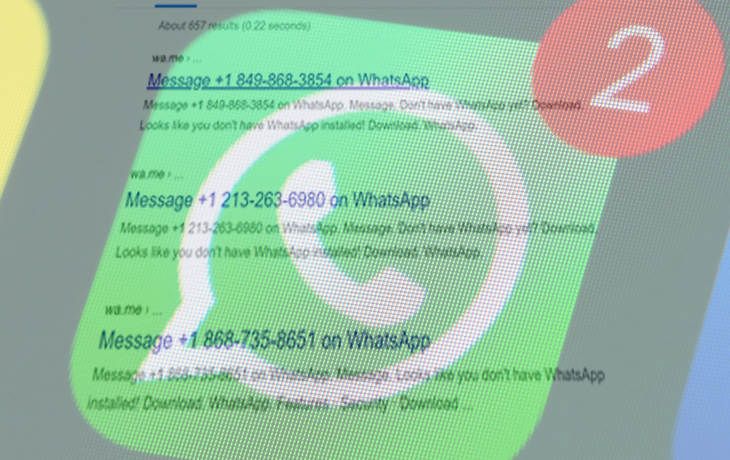 About 657 results (0.22 seconds)
2
wa.me › ...
Message +1 849-868-3854 on WhatsApp
Message +1 849-868-3854 on WhatsApp. Message. Don't have WhatsApp yet? Download.
Looks like you don't have WhatsApp installed! Download. WhatsApp.
wa.me › ...
Message +1 213-263-6980 on WhatsApp
Message +1 213-263-6980 on WhatsApp. Message. Don't have WhatsApp yet? Download.
Looks like you don't have WhatsApp installed! Download. WhatsApp.
wa.me › ...
Message +1 868-735-8651 on WhatsApp
Message +1 868-735-8651 on WhatsApp. Message. Looks like you don't have WhatsApp
installed! Download. WhatsApp. Features · Security · Download ...